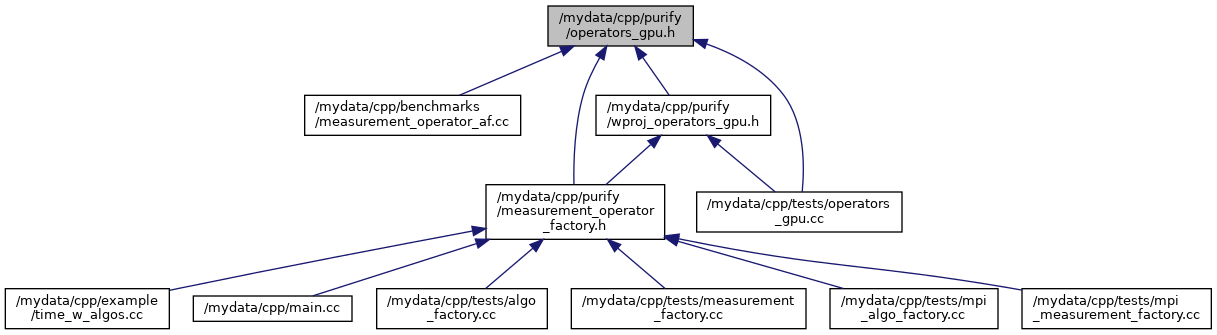 /mydata/cpp/purify
/operators_gpu.h
/mydata/cpp/benchmarks
/measurement_operator_af.cc
/mydata/cpp/purify
/wproj_operators_gpu.h
/mydata/cpp/purify
/measurement_operator
_factory.h
/mydata/cpp/tests/operators
_gpu.cc
/mydata/cpp/example
/time_w_algos.cc
/mydata/cpp/main.cc
/mydata/cpp/tests/algo
_factory.cc
/mydata/cpp/tests/measurement
_factory.cc
/mydata/cpp/tests/mpi
_algo_factory.cc
/mydata/cpp/tests/mpi
_measurement_factory.cc